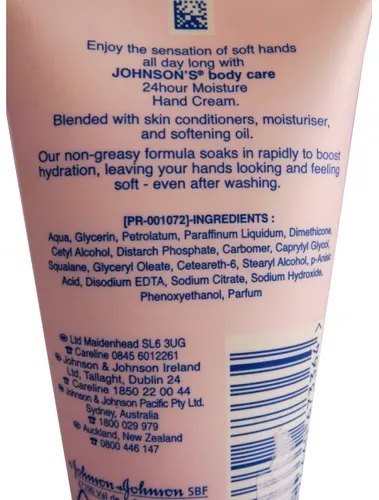 Enjoy the sensation of soft hands
all day long with
JOHNSON'S® body care
24hour Moisture
Hand Cream.
Blended with skin conditioners, moisturiser,
and softening oil.
Our non-greasy formula soaks in rapidly to boost
hydration, leaving your hands looking and feeling
soft - even after washing.
[PR-001072]-INGREDIENTS :
Aqua, Glycerin, Petrolatum, Paraffinum Liquidum, Dimethicone,
Cetyl Alcohol, Distarch Phosphate, Carbomer, Caprylyl Glycol,
Squalane, Glyceryl Oleate, Ceteareth-6, Stearyl Alcohol, p-Anisic
Acid, Disodium EDTA, Sodium Citrate, Sodium Hydroxide,
Phenoxyethanol, Parfum
Ltd Maidenhead SL6 3UG
☎ Careline 0845 6012261
Johnson & Johnson Ireland
Ltd, Tallaght, Dublin 24
☎ Careline 1850 22 00 44
Johnson & Johnson Pacific Pty Ltd.
Sydney, Australia
☎ 1800 029 979
Auckland, New Zealand
☎ 0800 446 147
Johnson & Johnson SBF